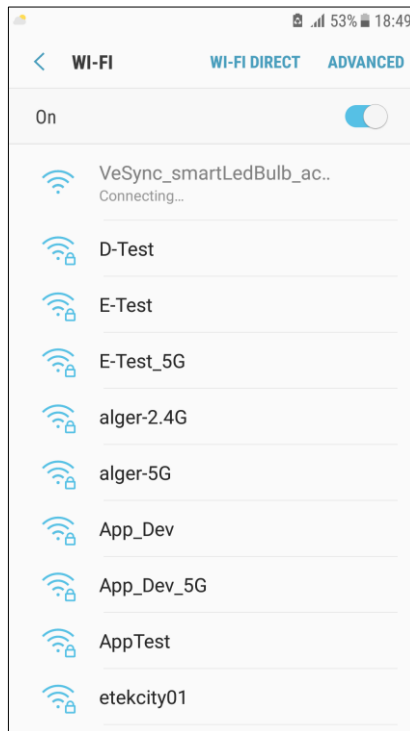 53% 18:49
WI-FI WI-FI DIRECT ADVANCED
On
VeSync_smartLedBulb_ac..
Connecting...
D-Test
E-Test
E-Test_5G
alger-2.4G
alger-5G
App_Dev
App_Dev_5G
AppTest
etekcity01